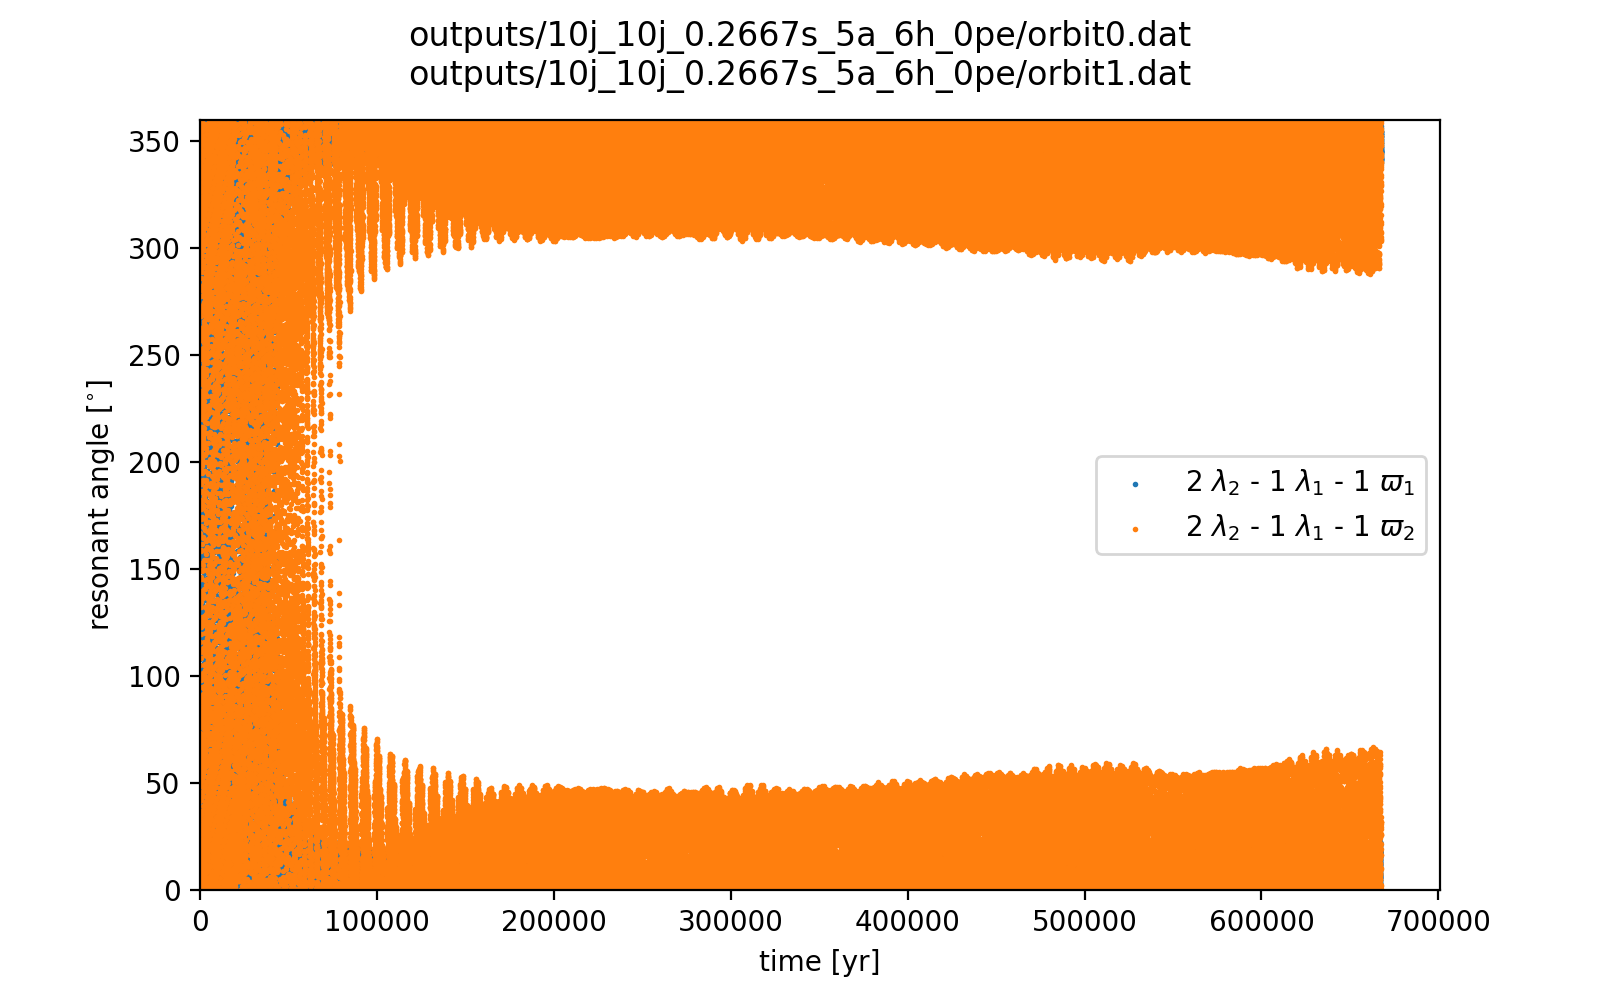 outputs/10j_10j_0.2667s_5a_6h_0pe/orbit0.dat
outputs/10j_10j_0.2667s_5a_6h_0pe/orbit1.dat
350
300
250
200
150
100
50
0
resonant angle [°]
2 λ₂ - 1 λ₁ - 1 ϖ₁
2 λ₂ - 1 λ₁ - 1 ϖ₂
0 100000 200000 300000 400000 500000 600000 700000
time [yr]